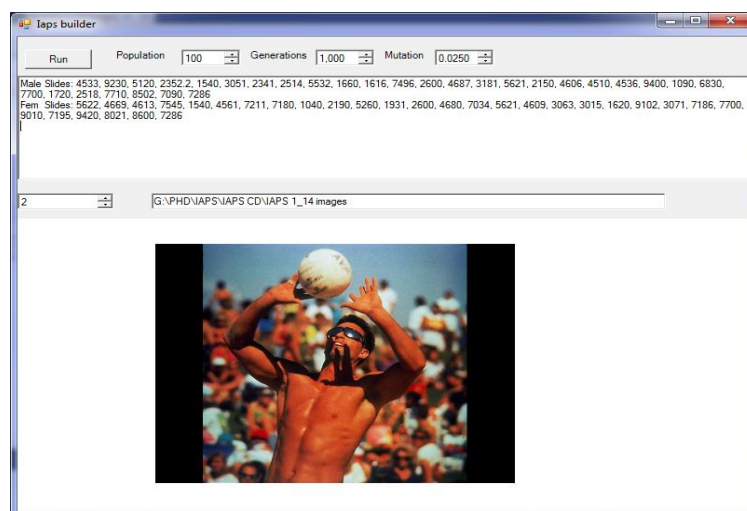 Iaps builder
Run Population 100 Generations 1,000 Mutation 0.0250
Male Slides: 4533, 9230, 5120, 2352.2, 1540, 3051, 2341, 2514, 5532, 1660, 1616, 7496, 2600, 4687, 3181, 5621, 2150, 4606, 4510, 4536, 9400, 1090, 6830,
7700, 1720, 2518, 7710, 8502, 7090, 7286
Fem Slides: 5622, 4669, 4613, 7545, 1540, 4561, 7211, 7180, 1040, 2190, 5260, 1931, 2600, 4680, 7034, 5621, 4609, 3063, 3015, 1620, 9102, 3071, 7186, 7700,
9010, 7195, 9420, 8021, 8600, 7286
2 G:\PHD\IAPS\IAPS CD\IAPS 1_14 images